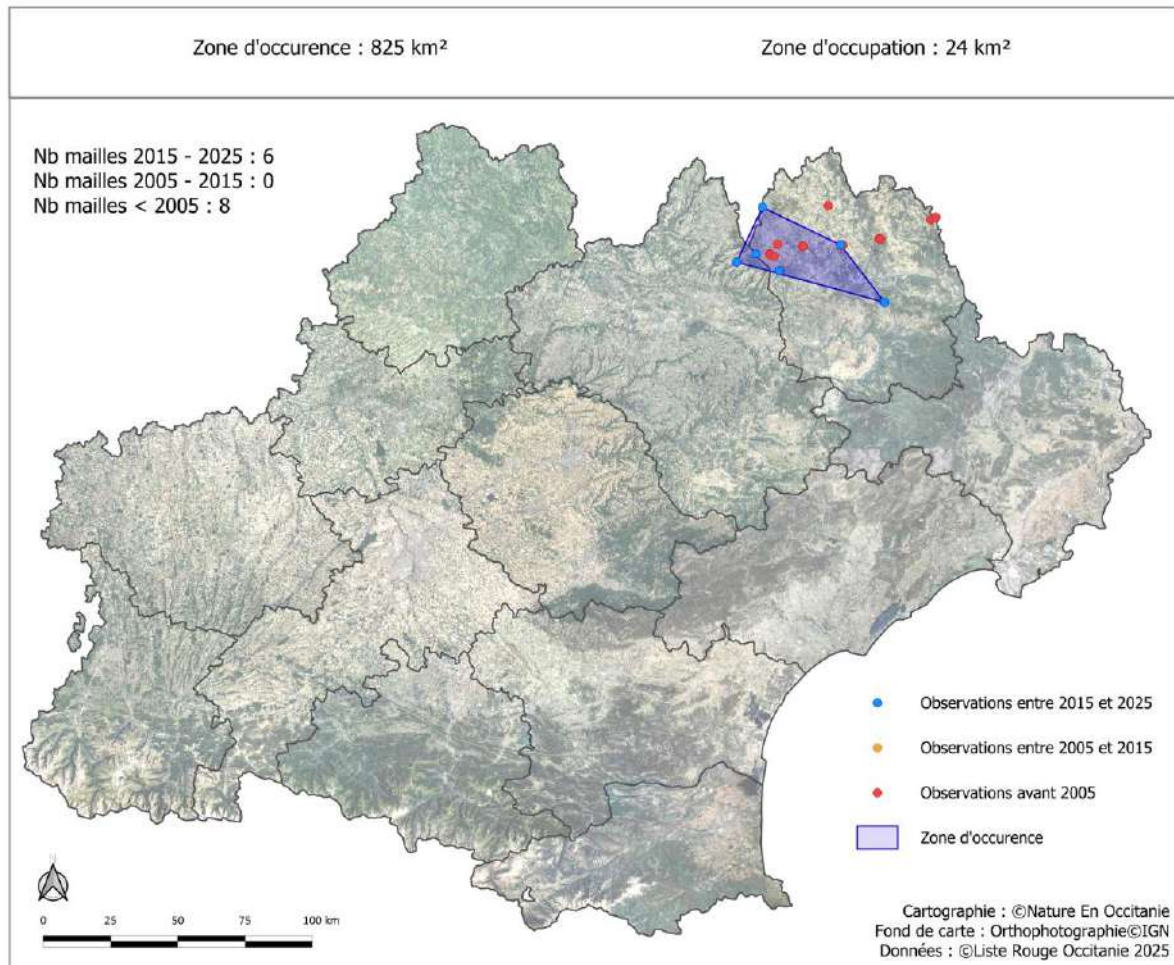 Zone d'occurence : 825 km²
Zone d'occupation : 24 km²
Nb mailles 2015 - 2025 : 6
Nb mailles 2005 - 2015 : 0
Nb mailles < 2005 : 8
Observations entre 2015 et 2025
Observations entre 2005 et 2015
Observations avant 2005
Zone d'occurence
N
0 25 50 75 100 km
Cartographie : ©Nature En Occitanie
Fond de carte : Orthophotographie©IGN
Données : ©Liste Rouge Occitanie 2025